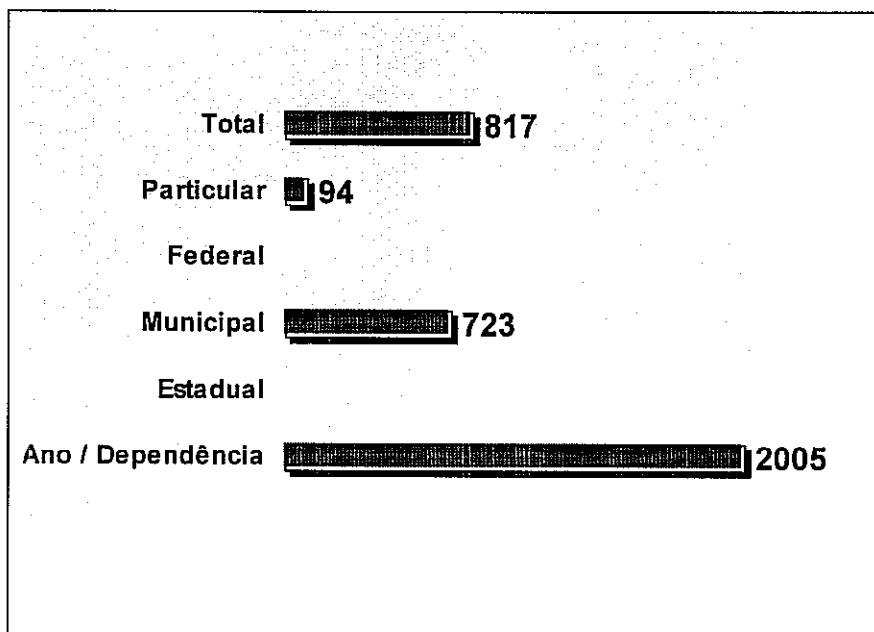 Total 817
Particular 94
Federal
Municipal 723
Estadual
Ano / Dependência 2005